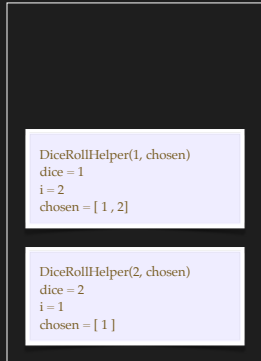 DiceRollHelper(1, chosen)
dice = 1
i = 2
chosen = [ 1 , 2]
DiceRollHelper(2, chosen)
dice = 2
i = 1
chosen = [ 1 ]